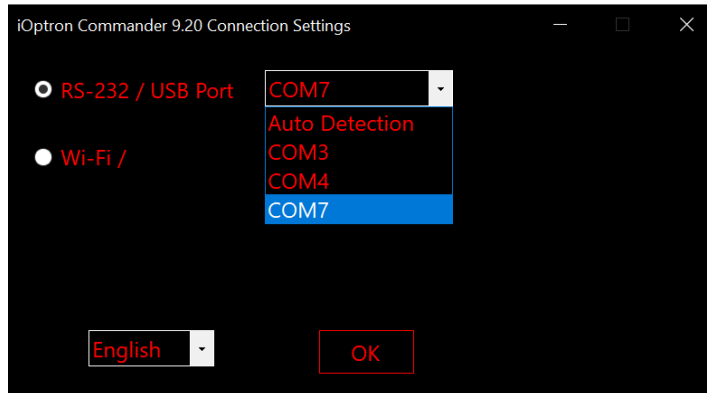 iOptron Commander 9.20 Connection Settings
RS-232 / USB Port COM7
Auto Detection
COM3
COM4
COM7
Wi-Fi /
English
OK